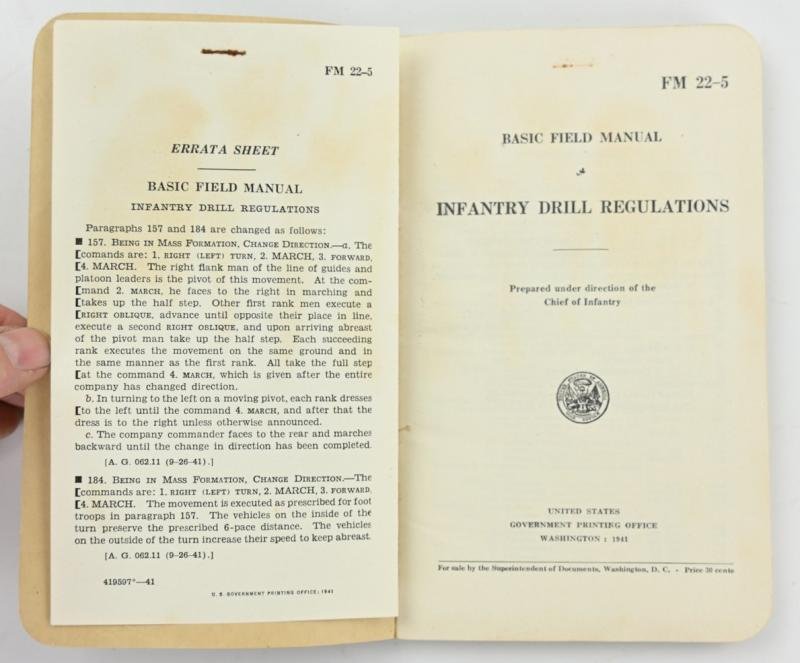 FM 22–5
ERRATA SHEET
BASIC FIELD MANUAL
INFANTRY DRILL REGULATIONS
Paragraphs 157 and 184 are changed as follows:
■ 157. BEING IN MASS FORMATION, CHANGE DIRECTION.—a. The
[comands are: 1. RIGHT (LEFT) TURN, 2. MARCH, 3. FORWARD,
[4. MARCH. The right flank man of the line of guides and
platoon leaders is the pivot of this movement. At the com-
[mand 2. MARCH, he faces to the right in marching and
[takes up the half step. Other first rank men execute a
[RIGHT OBLIQUE, advance until opposite their place in line,
execute a second RIGHT OBLIQUE, and upon arriving abreast
of the pivot man take up the half step. Each succeeding
rank executes the movement on the same ground and in
the same manner as the first rank. All take the full step
[at the command 4. MARCH, which is given after the entire
company has changed direction.
b. In turning to the left on a moving pivot, each rank dresses
[to the left until the command 4. MARCH, and after that the
dress is to the right unless otherwise announced.
c. The company commander faces to the rear and marches
backward until the change in direction has been completed.
[A. G. 062.11 (9–26–41).]
■ 184. BEING IN MASS FORMATION, CHANGE DIRECTION.—The
[commands are: 1. RIGHT (LEFT) TURN, 2. MARCH, 3. FORWARD,
[4. MARCH. The movement is executed as prescribed for foot
troops in paragraph 157. The vehicles on the inside of the
turn preserve the prescribed 6-pace distance. The vehicles
on the outside of the turn increase their speed to keep abreast.
[A. G. 062.11 (9–26–41).]
419597°—41
U. S. GOVERNMENT PRINTING OFFICE: 1941
FM 22–5
BASIC FIELD MANUAL
INFANTRY DRILL REGULATIONS
Prepared under direction of the
Chief of Infantry
UNITED STATES
GOVERNMENT PRINTING OFFICE
WASHINGTON : 1941
For sale by the Superintendent of Documents, Washington, D. C. - Price 30 cents